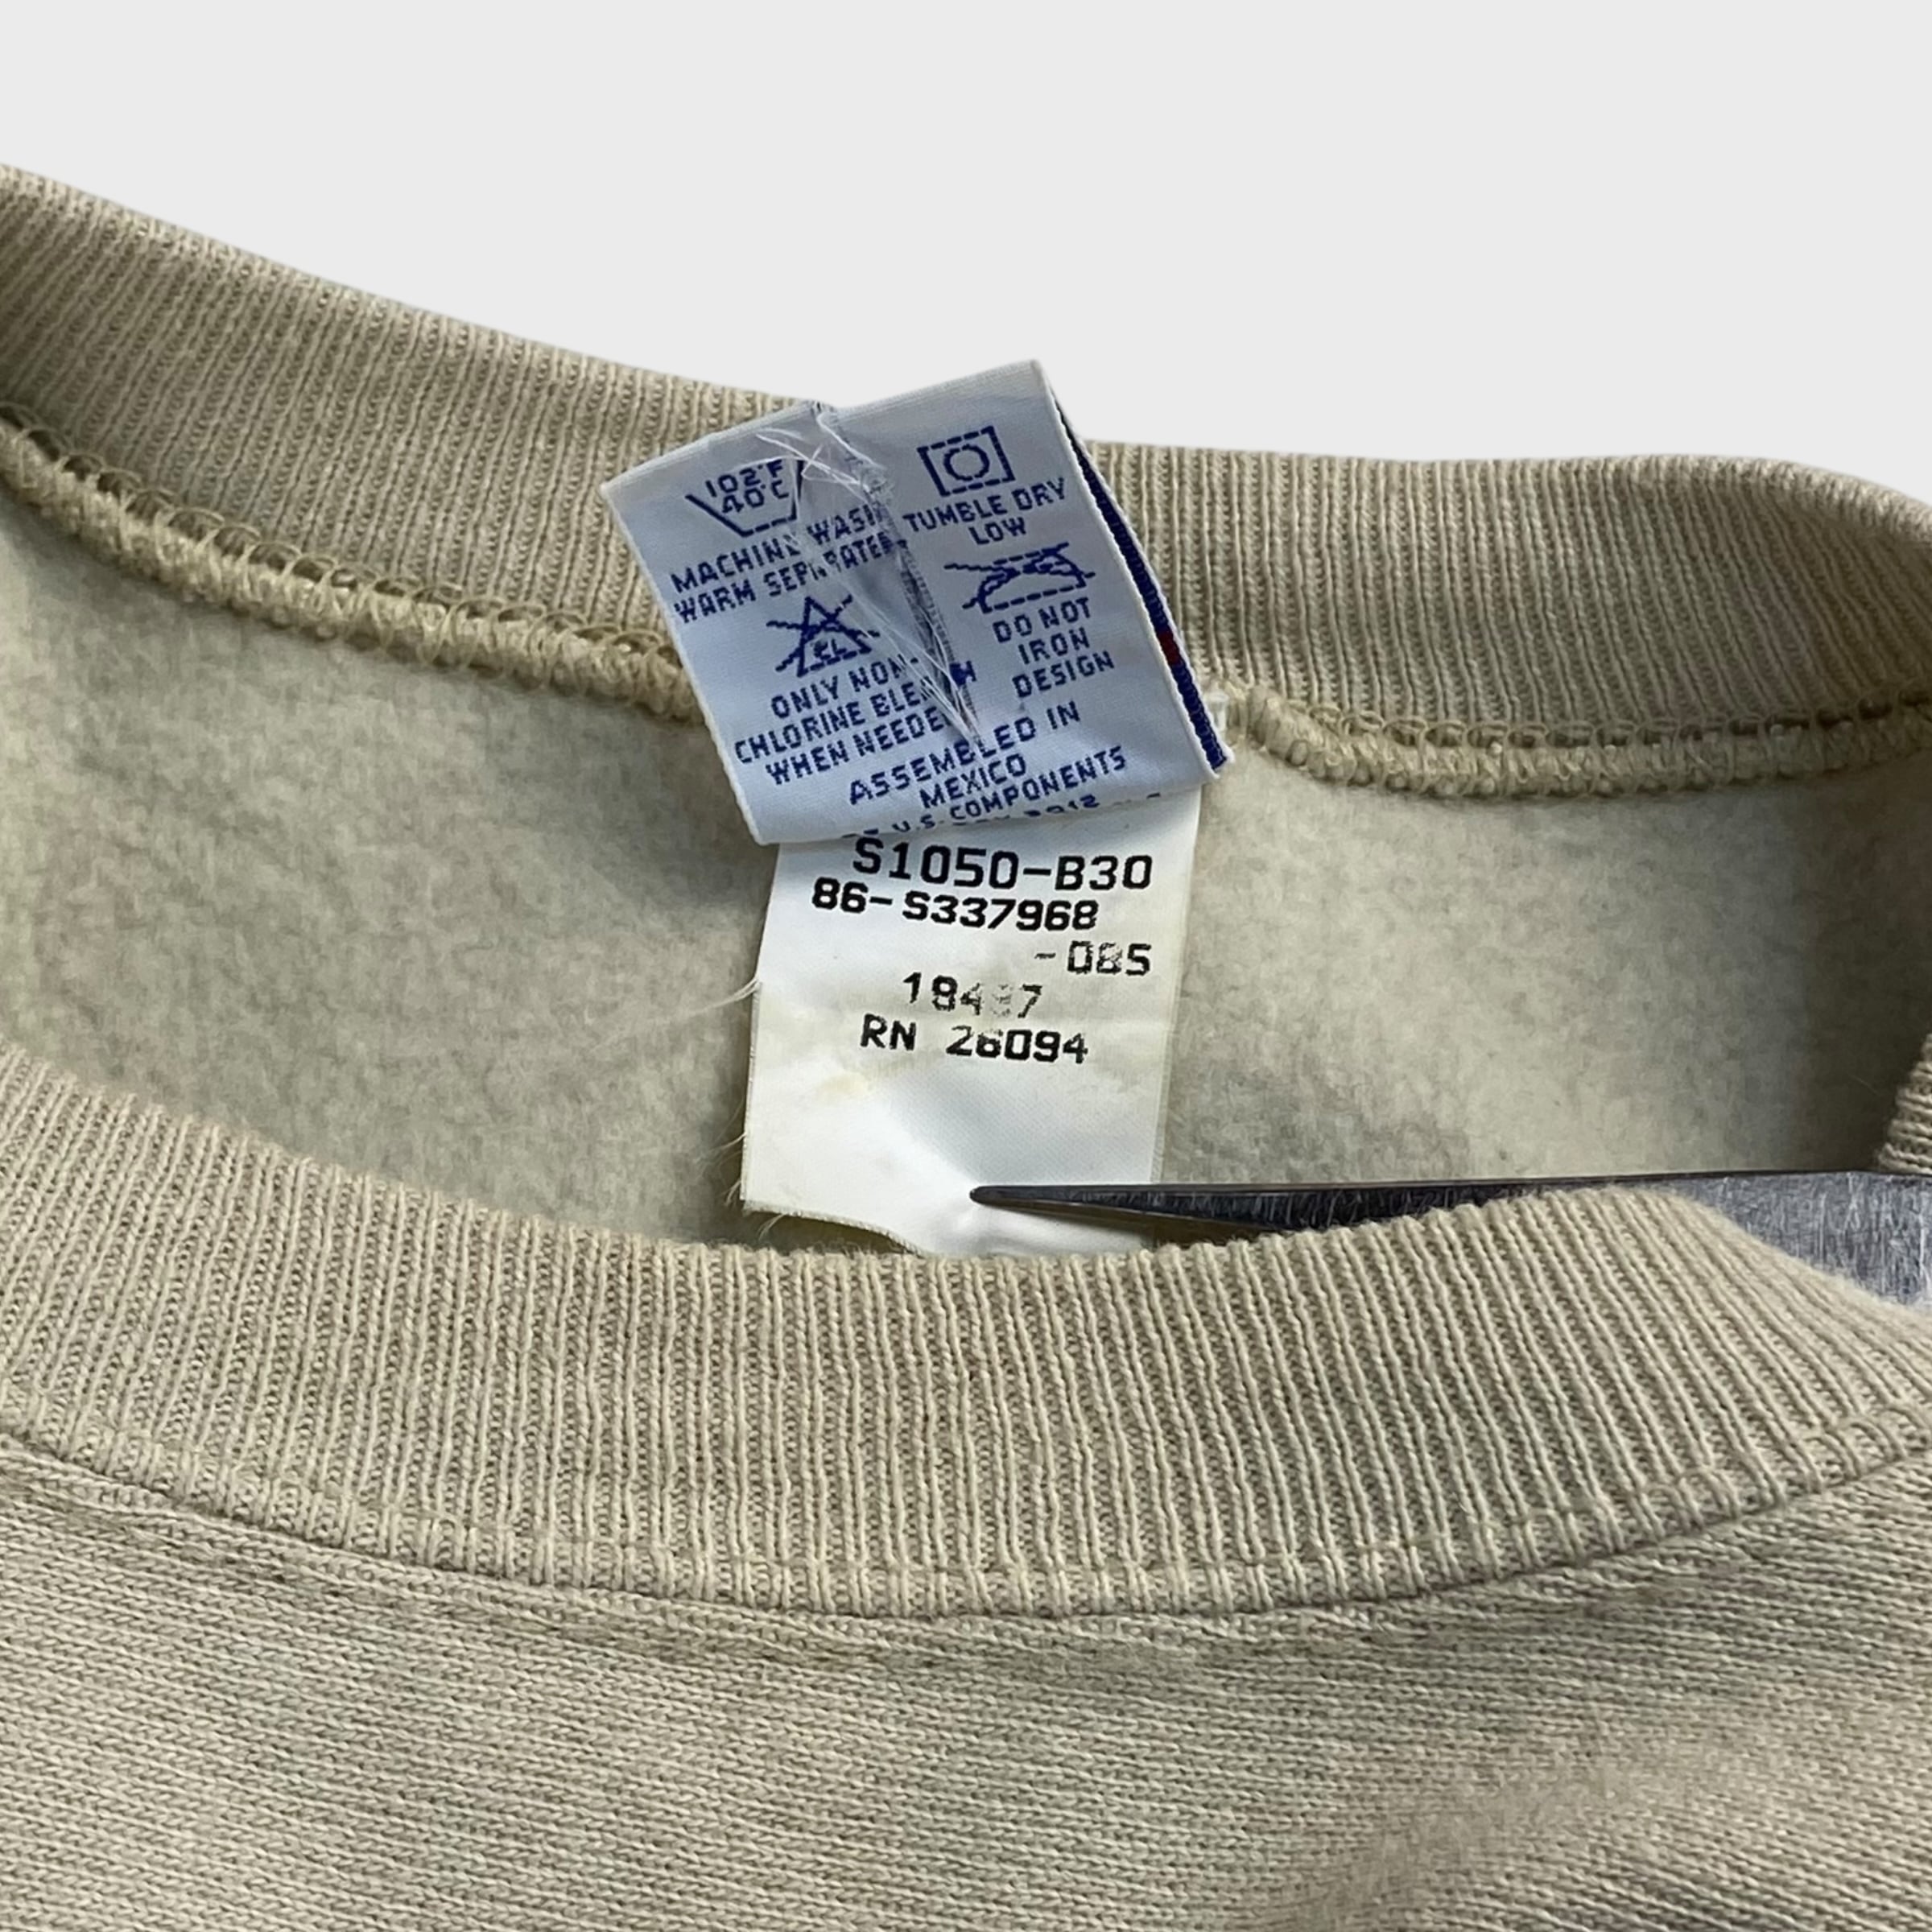 102°F
40°C
MACHINE WASH
WARM SEPARATELY
CL
ONLY NON-
CHLORINE BLEACH
WHEN NEEDED
TUMBLE DRY
LOW
DO NOT
IRON
DESIGN
ASSEMBLED IN
MEXICO
U.S. COMPONENTS
S1050-B30
86-S337968
-085
RN 26094